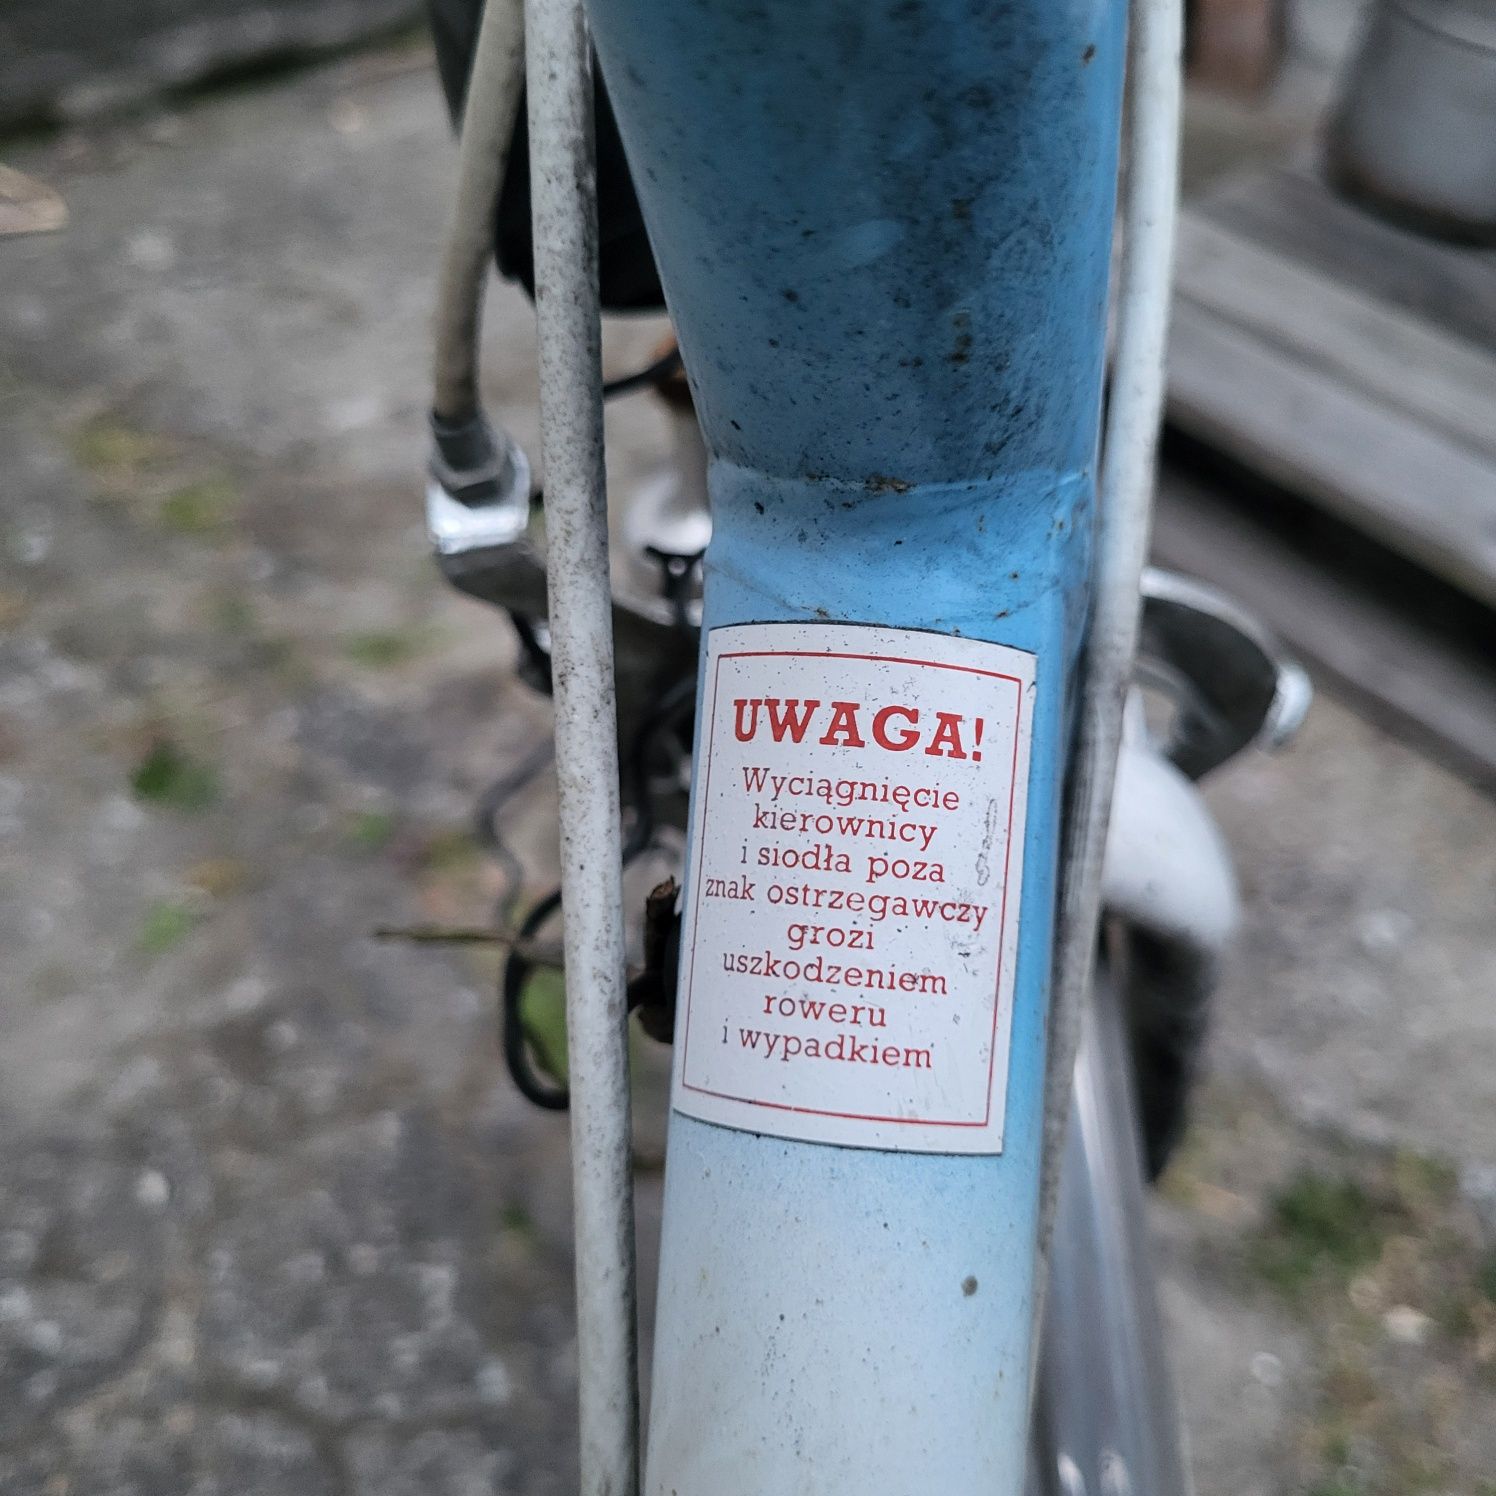 UWAGA!
Wyciągnięcie
kierownicy
i siodła poza
znak ostrzegawczy
grozi
uszkodzeniem
roweru
i wypadkiem